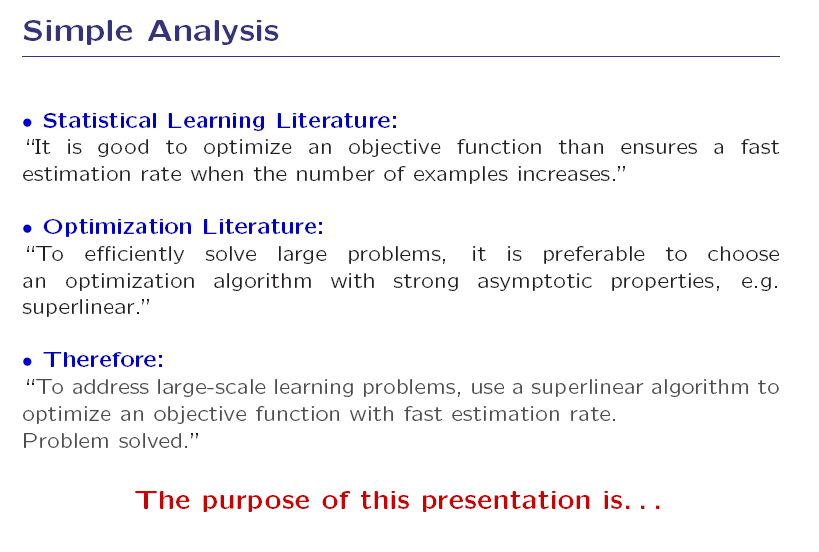 Simple Analysis
• Statistical Learning Literature:
“It is good to optimize an objective function than ensures a fast
estimation rate when the number of examples increases.”
• Optimization Literature:
“To efficiently solve large problems, it is preferable to choose
an optimization algorithm with strong asymptotic properties, e.g.
superlinear.”
• Therefore:
“To address large-scale learning problems, use a superlinear algorithm to
optimize an objective function with fast estimation rate.
Problem solved.”
The purpose of this presentation is. . .